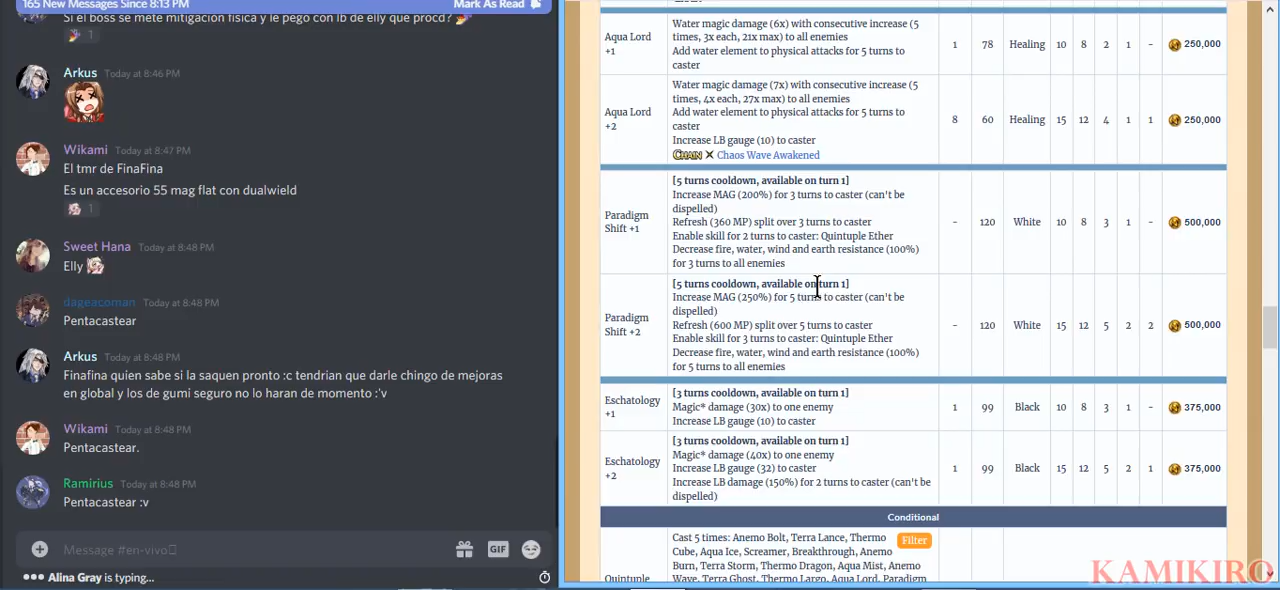 165 New Messages Since 8:13 PM
Mark As Read
Si el boss se mete mitigacion fisica y le pego con lb de elly que procd?
1
Arkus Today at 8:46 PM
Wikami Today at 8:47 PM
El tmr de FinaFina
Es un accesorio 55 mag flat con dualwield
1
Sweet Hana Today at 8:48 PM
Elly
dageacoman Today at 8:48 PM
Pentacastear
Arkus Today at 8:48 PM
Finafina quien sabe si la saquen pronto :c tendrian que darle chingo de mejoras
en global y los de gumi seguro no lo haran de momento :'v
Wikami Today at 8:48 PM
Pentacastear.
Ramirius Today at 8:48 PM
Pentacastear :v
Message #en-vivo
GIF
Alina Gray is typing...
Aqua Lord
+1
Water magic damage (6x) with consecutive increase (5
times, 3x each, 21x max) to all enemies
Add water element to physical attacks for 5 turns to
caster
1 78 Healing 10 8 2 1 - 250,000
Aqua Lord
+2
Water magic damage (7x) with consecutive increase (5
times, 4x each, 27x max) to all enemies
Add water element to physical attacks for 5 turns to
caster
Increase LB gauge (10) to caster
CHAIN Chaos Wave Awakened
8 60 Healing 15 12 4 1 1 250,000
Paradigm
Shift +1
[5 turns cooldown, available on turn 1]
Increase MAG (200%) for 3 turns to caster (can't be
dispelled)
Refresh (360 MP) split over 3 turns to caster
Enable skill for 2 turns to caster: Quintuple Ether
Decrease fire, water, wind and earth resistance (100%)
for 3 turns to all enemies
- 120 White 10 8 3 1 - 500,000
Paradigm
Shift +2
[5 turns cooldown, available on turn 1]
Increase MAG (250%) for 5 turns to caster (can't be
dispelled)
Refresh (600 MP) split over 5 turns to caster
Enable skill for 3 turns to caster: Quintuple Ether
Decrease fire, water, wind and earth resistance (100%)
for 5 turns to all enemies
- 120 White 15 12 5 2 2 500,000
Eschatology
+1
[3 turns cooldown, available on turn 1]
Magic* damage (30x) to one enemy
Increase LB gauge (10) to caster
1 99 Black 10 8 3 1 - 375,000
Eschatology
+2
[3 turns cooldown, available on turn 1]
Magic* damage (40x) to one enemy
Increase LB gauge (32) to caster
Increase LB damage (150%) for 2 turns to caster (can't be
dispelled)
1 99 Black 15 12 5 2 1 375,000
Conditional
Quintuple
Cast 5 times: Anemo Bolt, Terra Lance, Thermo
Cube, Aqua Ice, Screamer, Breakthrough, Anemo
Burn, Terra Storm, Thermo Dragon, Aqua Mist, Anemo
Wave, Terra Ghost, Thermo Largo, Aqua Lord, Paradigm
Filter
KAMIKIRO